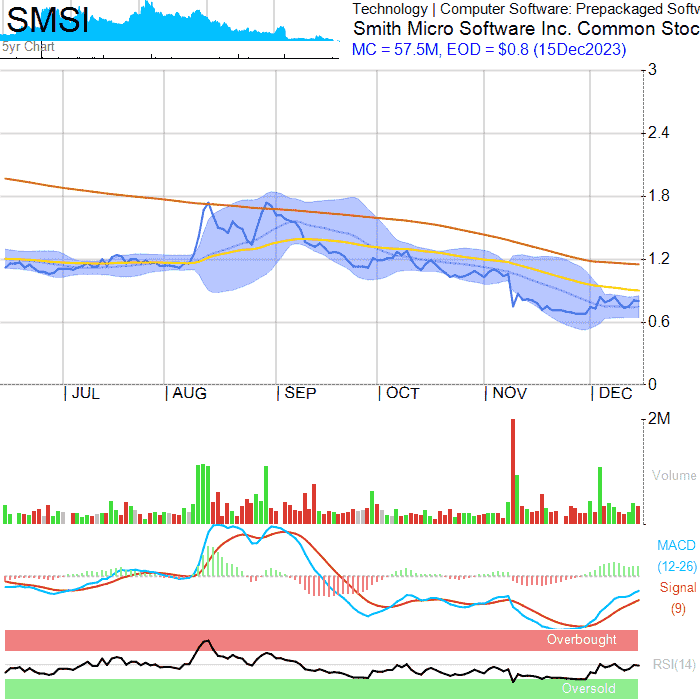 SMSI
5yr Chart
Technology | Computer Software: Prepackaged Softw
Smith Micro Software Inc. Common Stoc
MC = 57.5M, EOD = $0.8 (15Dec2023)
3
2.4
1.8
1.2
0.6
0
JUL AUG SEP OCT NOV DEC
2M
Volume
MACD
(12-26)
Signal
(9)
Overbought
RSI(14)
Oversold